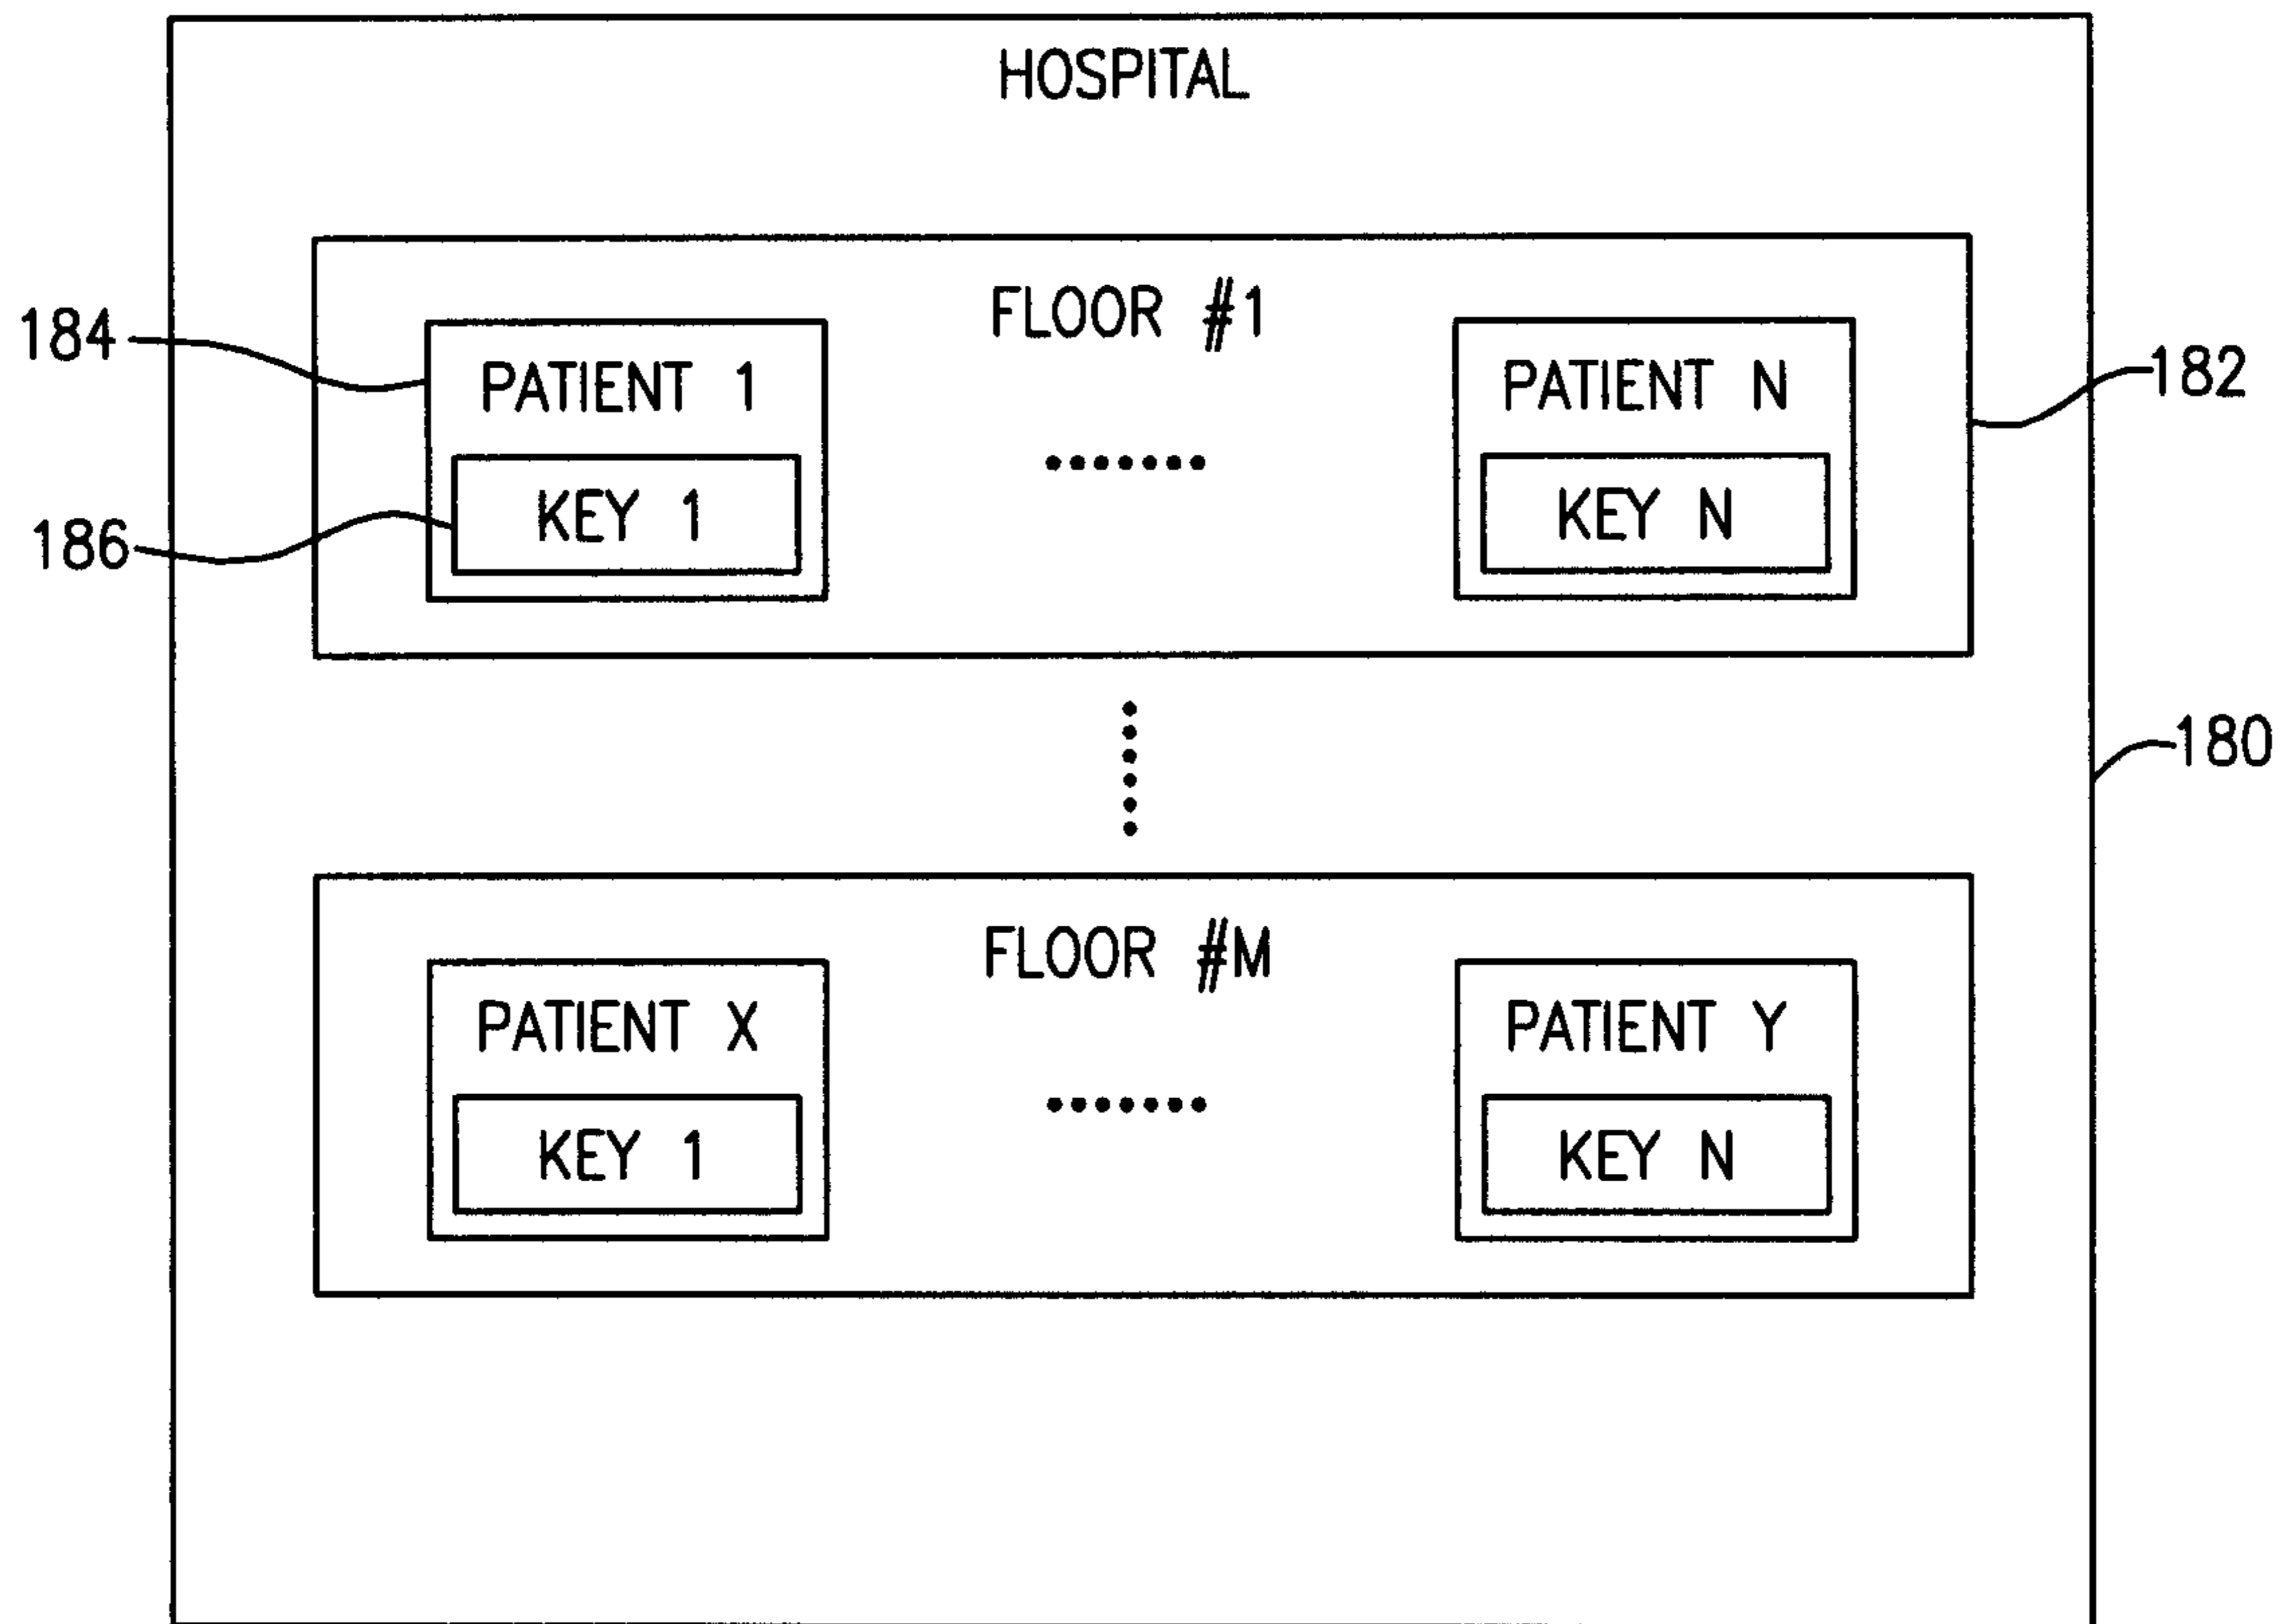 HOSPITAL
FLOOR #1
184
PATIENT 1
PATIENT N
182
KEY 1
KEY N
186
180
FLOOR #M
PATIENT X
PATIENT Y
KEY 1
KEY N